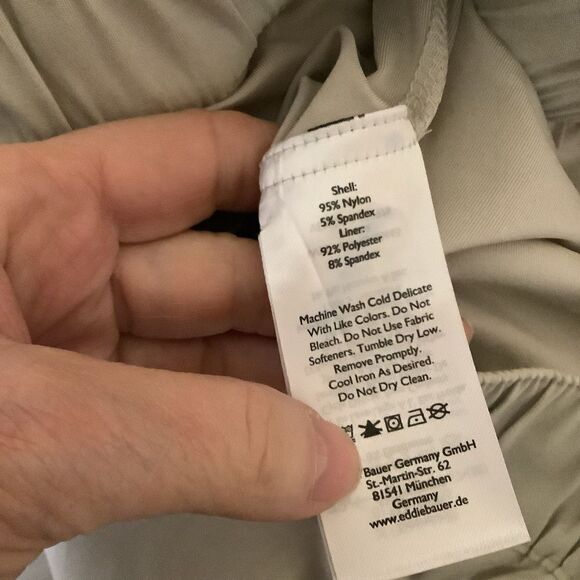 Shell:
95% Nylon
5% Spandex
Liner:
92% Polyester
8% Spandex
Machine Wash Cold Delicate
With Like Colors. Do Not
Bleach. Do Not Use Fabric
Softeners. Tumble Dry Low.
Remove Promptly.
Cool Iron As Desired.
Do Not Dry Clean.
Bauer Germany GmbH
St.-Martin-Str. 62
81541 München
Germany
www.eddiebauer.de